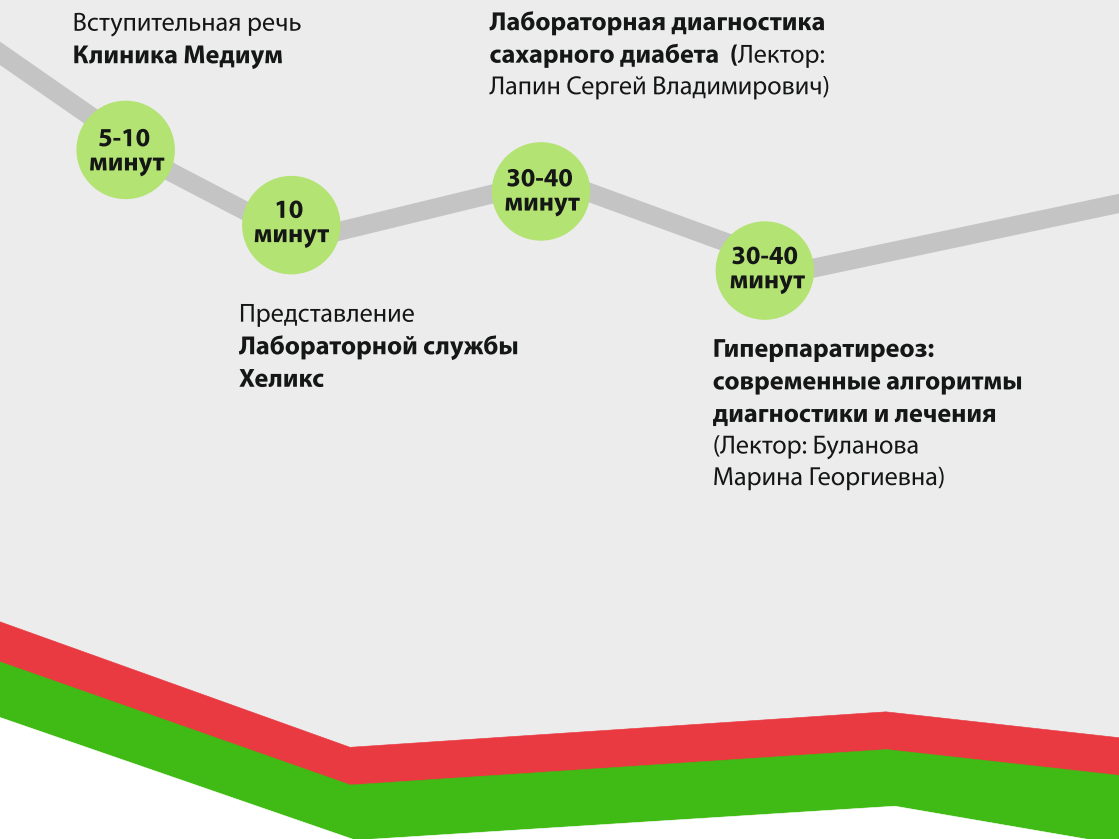 Вступительная речь
Клиника Медиум
5-10
минут
10
минут
Представление
Лабораторной службы
Хеликс
Лабораторная диагностика
сахарного диабета (Лектор:
Лапин Сергей Владимирович)
30-40
минут
30-40
минут
Гиперпаратиреоз:
современные алгоритмы
диагностики и лечения
(Лектор: Буланова
Марина Георгиевна)